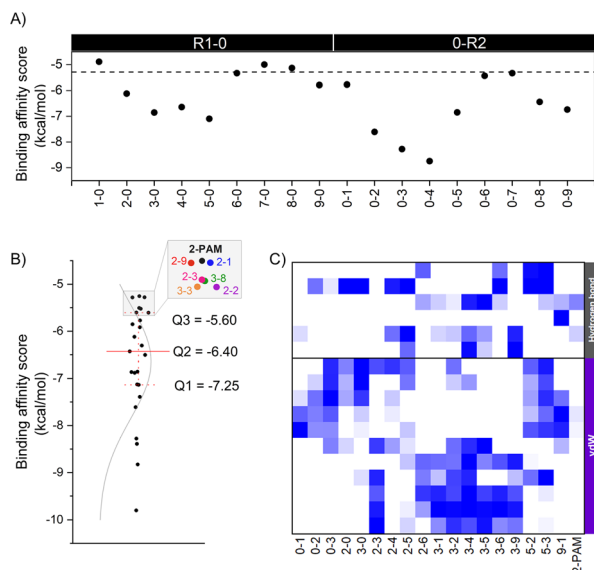 A)
R1-0 0-R2
Binding affinity score
(kcal/mol)
-5
-6
-7
-8
-9
1-0 2-0 3-0 4-0 5-0 6-0 7-0 8-0 9-0 0-1 0-2 0-3 0-4 0-5 0-6 0-7 0-8 0-9
B)
Binding affinity score
(kcal/mol)
-4
-5
-6
-7
-8
-9
-10
2-PAM
2-9 2-1
2-3 3-8
3-3 2-2
Q3 = -5.60
Q2 = -6.40
Q1 = -7.25
C)
Hydrogen bond
vdW
0-1 0-2 0-3 2-0 3-0 2-3 2-4 2-5 2-6 3-1 3-2 3-4 3-5 3-6 3-9 5-2 5-3 9-1 2-PAM